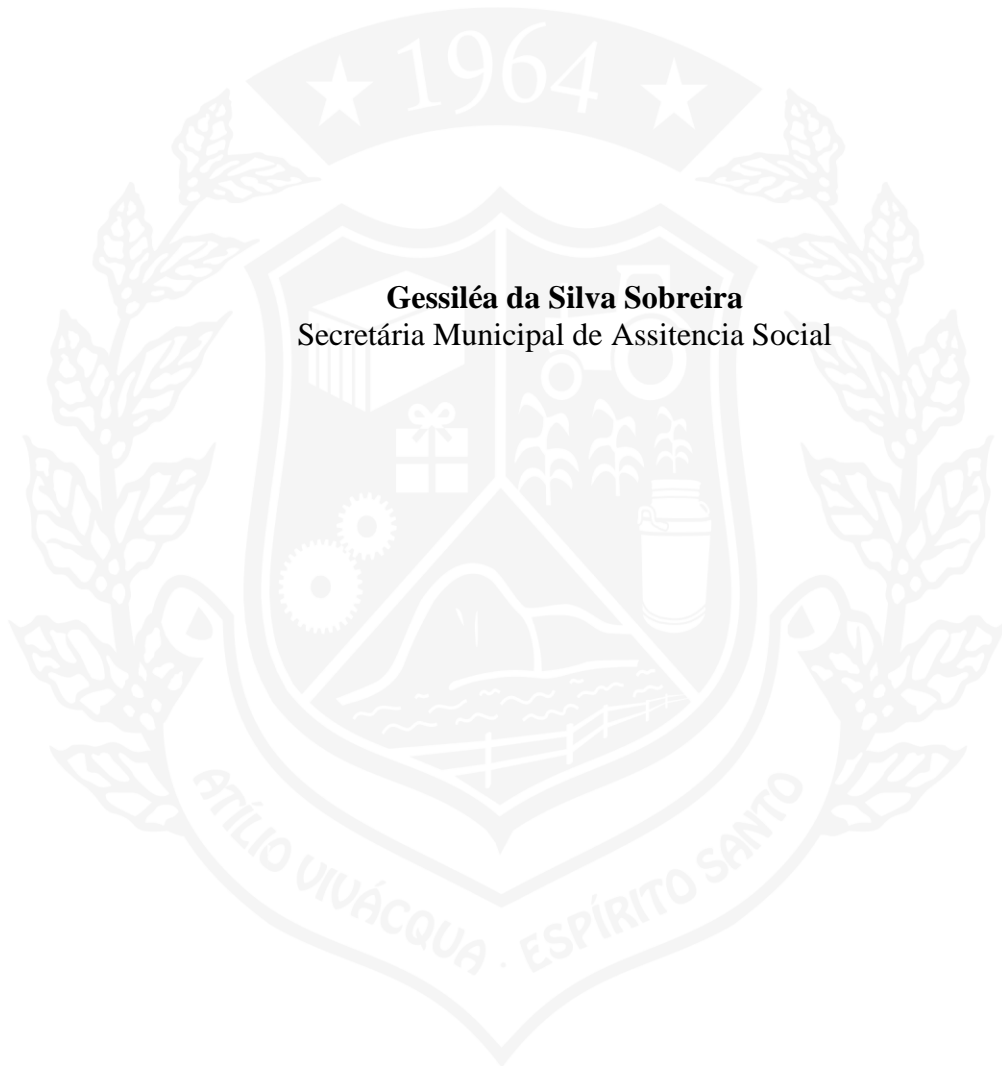 1964
Gessiléa da Silva Sobreira
Secretária Municipal de Assitencia Social
ATÍLIO VIVÁCQUA · ESPÍRITO SANTO